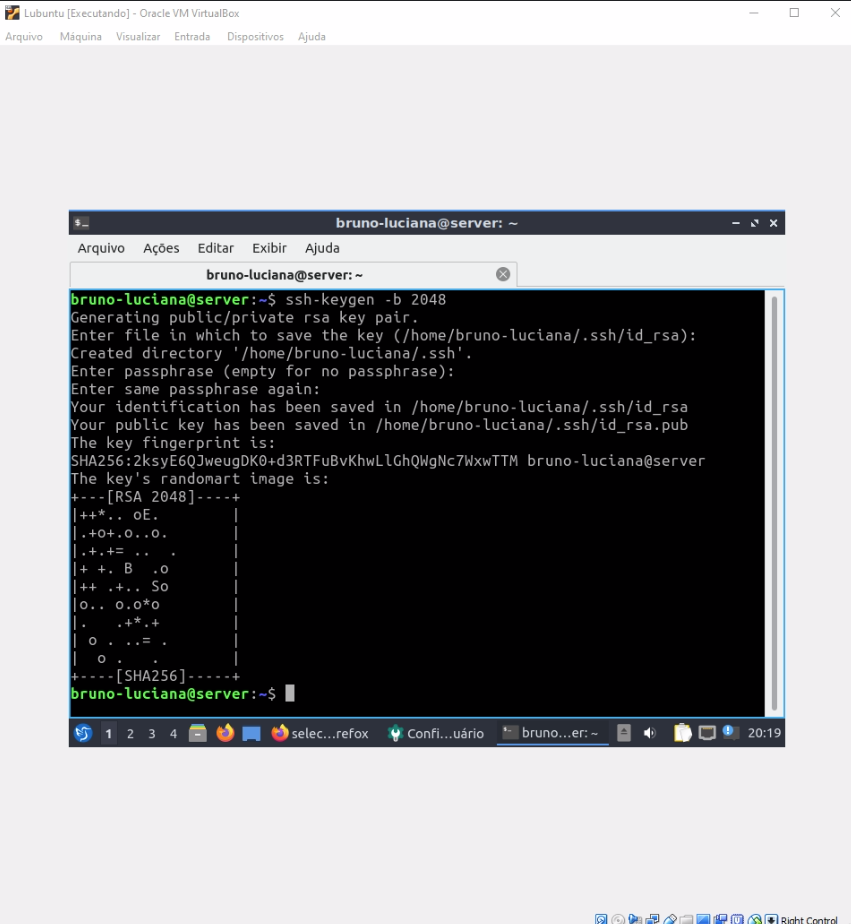 Lubuntu [Executando] - Oracle VM VirtualBox
Arquivo Máquina Visualizar Entrada Dispositivos Ajuda
bruno-luciana@server: ~
Arquivo Ações Editar Exibir Ajuda
bruno-luciana@server: ~
bruno-luciana@server:~$ ssh-keygen -b 2048
Generating public/private rsa key pair.
Enter file in which to save the key (/home/bruno-luciana/.ssh/id_rsa):
Created directory '/home/bruno-luciana/.ssh'.
Enter passphrase (empty for no passphrase):
Enter same passphrase again:
Your identification has been saved in /home/bruno-luciana/.ssh/id_rsa
Your public key has been saved in /home/bruno-luciana/.ssh/id_rsa.pub
The key fingerprint is:
SHA256:2ksyE6QJweugDK0+d3RTFuBvKhwLlGhQWgNc7WxwTTM bruno-luciana@server
The key's randomart image is:
+---[RSA 2048]----+
|++*.. oE.        |
|.+o+.o..o.       |
|.+.+= ..  .      |
|+ +. B  .o       |
|++ .+.. So       |
|o.. o.o*o        |
|.   .+*.+        |
| o . ..= .       |
|  o .   .        |
+----[SHA256]-----+
bruno-luciana@server:~$
1 2 3 4 selec...refox Confi...uário bruno...er: ~ 20:19
Right Control